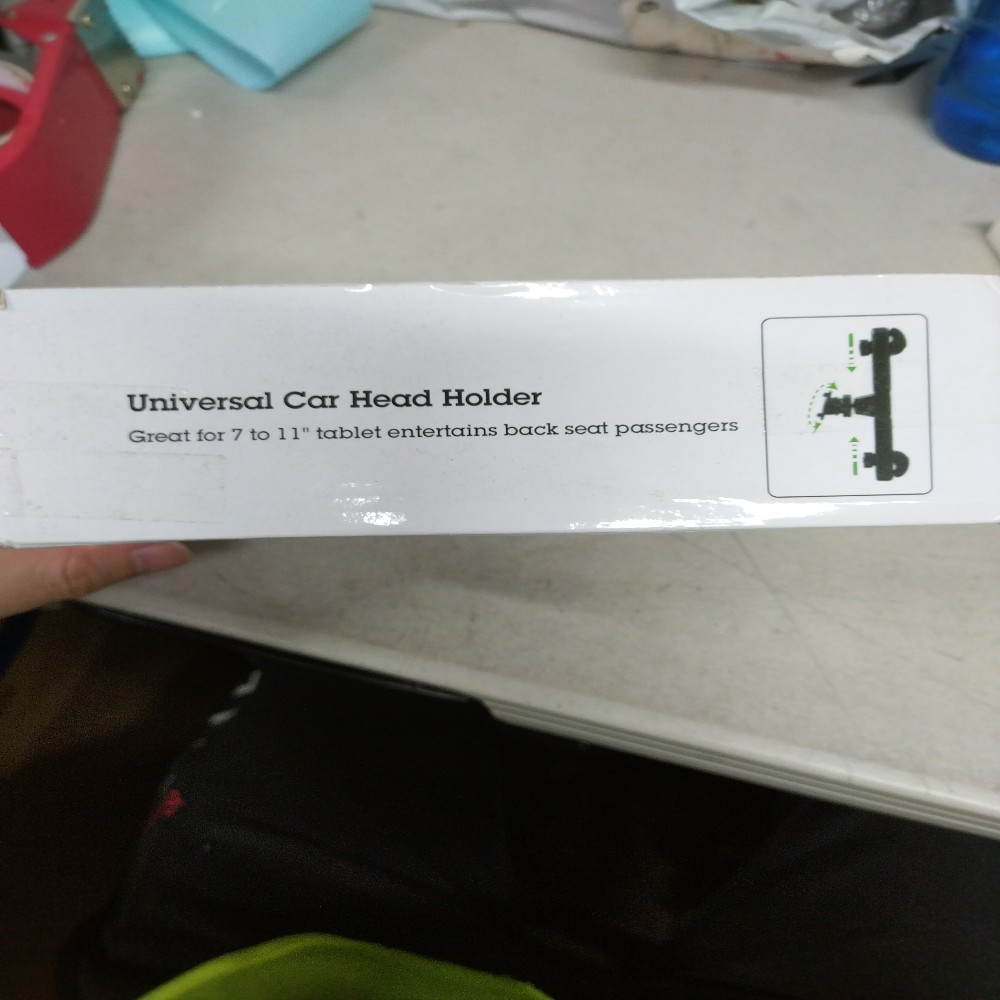 Universal Car Head Holder
Great for 7 to 11" tablet entertains back seat passengers